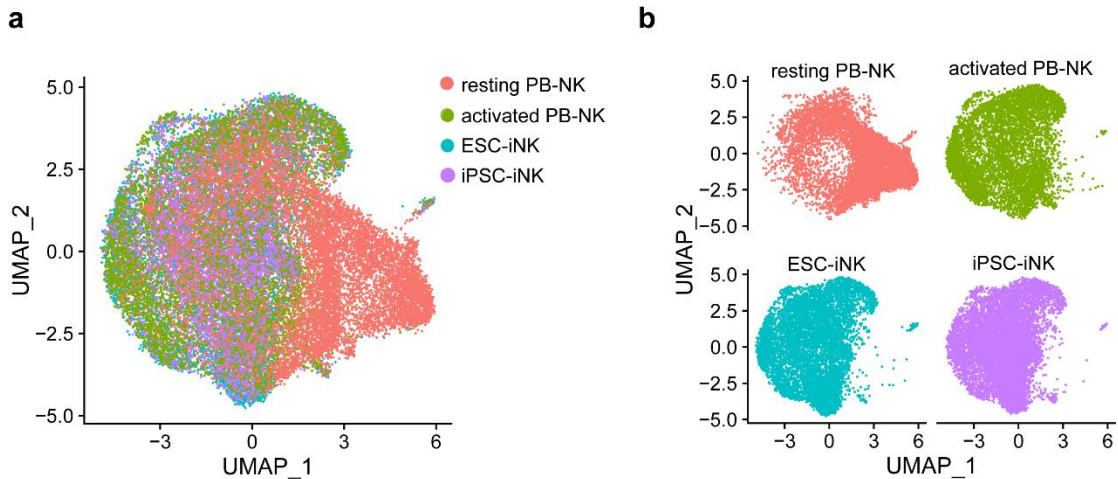 a
5.0
2.5
0.0
−2.5
−5.0
UMAP_2
−3
0
3
6
UMAP_1
resting PB-NK
activated PB-NK
ESC-iNK
iPSC-iNK
b
resting PB-NK
activated PB-NK
5.0
2.5
0.0
−2.5
−5.0
UMAP_2
ESC-iNK
iPSC-iNK
5.0
2.5
0.0
−2.5
−5.0
−3
0
3
6
−3
0
3
6
UMAP_1